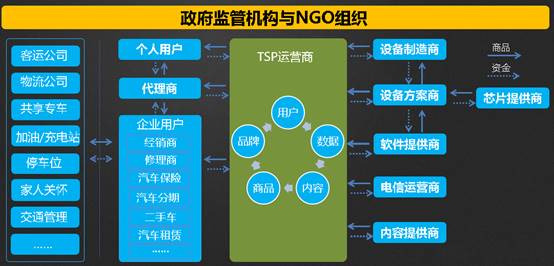 政府监管机构与NGO组织
客运公司
物流公司
共享专车
加油/充电站
停车位
家人关怀
交通管理
......
个人用户
代理商
企业用户
经销商
修理商
汽车保险
汽车分期
二手车
汽车租赁
......
TSP运营商
用户
数据
内容
商品
品牌
设备制造商
设备方案商
软件提供商
电信运营商
内容提供商
芯片提供商
商品
资金